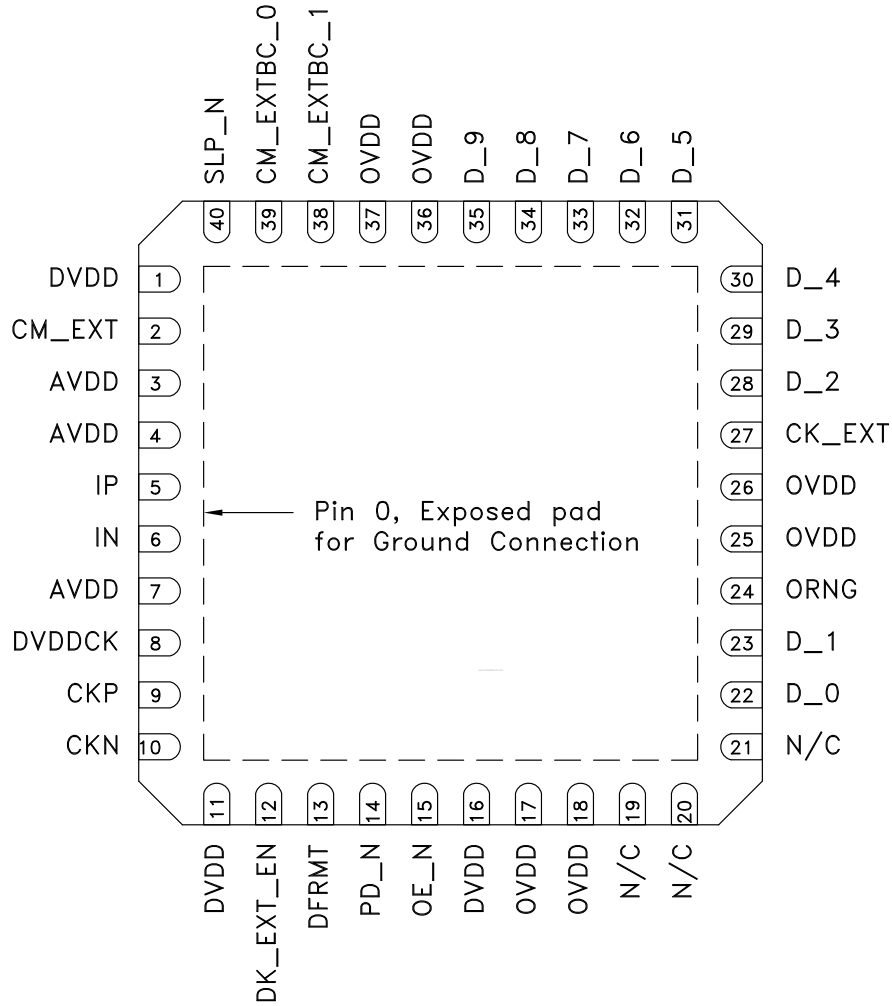 SLP_N
CM_EXTBC_0
CM_EXTBC_1
OVDD
OVDD
D_9
D_8
D_7
D_6
D_5
40
39
38
37
36
35
34
33
32
31
DVDD 1
CM_EXT 2
AVDD 3
AVDD 4
IP 5
IN 6
AVDD 7
DVDDCK 8
CKP 9
CKN 10
Pin 0, Exposed pad
for Ground Connection
30 D_4
29 D_3
28 D_2
27 CK_EXT
26 OVDD
25 OVDD
24 ORNG
23 D_1
22 D_0
21 N/C
11
12
13
14
15
16
17
18
19
20
DVDD
DK_EXT_EN
DFRMT
PD_N
OE_N
DVDD
OVDD
OVDD
N/C
N/C